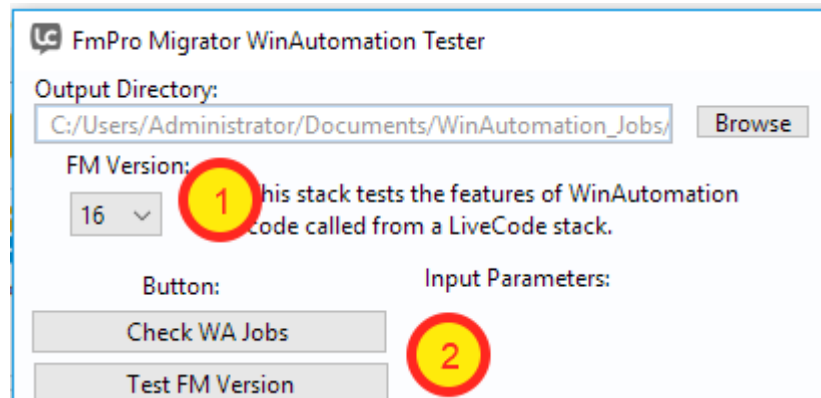 LC FmPro Migrator WinAutomation Tester
Output Directory:
C:/Users/Administrator/Documents/WinAutomation_Jobs/
Browse
FM Version:
16
1
his stack tests the features of WinAutomation
code called from a LiveCode stack.
Button:
Input Parameters:
Check WA Jobs
2
Test FM Version